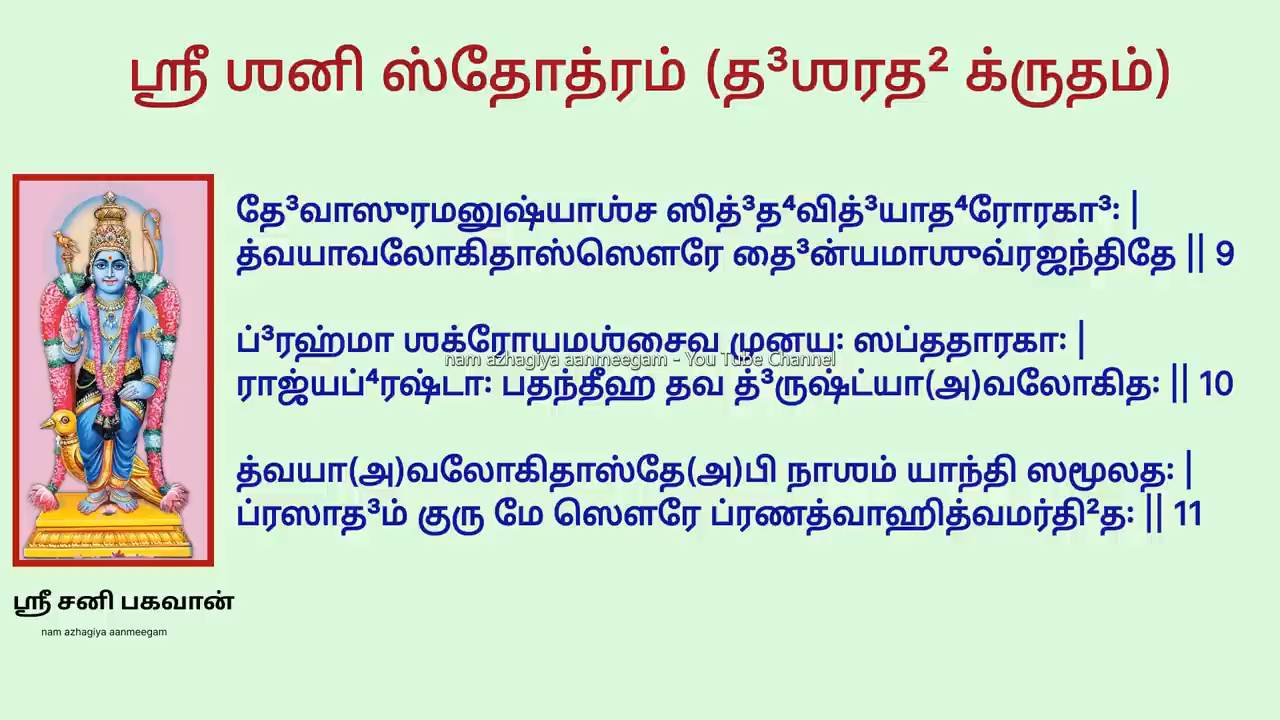 ஸ்ரீ ஶனி ஸ்தோத்ரம் (த³ஶரத² க்ருதம்)
தே³வாஸுரமனுஷ்யாஶ்ச ஸித்³த⁴வித்³யாத⁴ரோரகா³: |
த்வயாவலோகிதாஸ்ஸௌரே தை³ன்யமாஶுவ்ரஜந்திதே || 9
ப்³ரஹ்மா ஶக்ரோயமஶ்சைவ முனய: ஸப்ததாரகா: |
nam azhagiya aanmeegam - You Tube Channel
ராஜ்யப்⁴ரஷ்டா: பதந்தீஹ தவ த்³ருஷ்ட்யா(அ)வலோகித: || 10
த்வயா(அ)வலோகிதாஸ்தே(அ)பி நாஶம் யாந்தி ஸமூலத: |
ப்ரஸாத³ம் குரு மே ஸௌரே ப்ரணத்வாஹித்வமர்தி²த: || 11
ஸ்ரீ சனி பகவான்
nam azhagiya aanmeegam